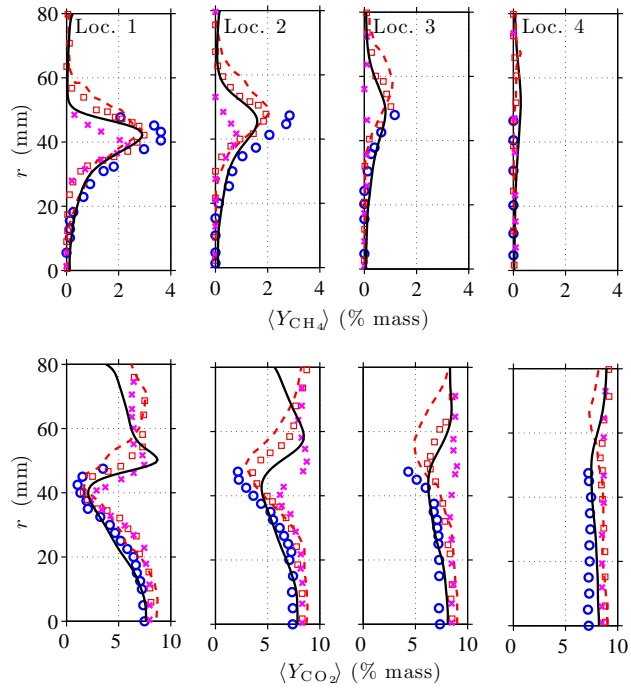 80
60
40
20
0
r (mm)
Loc. 1
Loc. 2
Loc. 3
Loc. 4
0 2 4 0 2 4 0 2 4 0 2 4
⟨Y_CH₄⟩ (% mass)
80
60
40
20
0
r (mm)
0 5 10 0 5 10 0 5 10 0 5 10
⟨Y_CO₂⟩ (% mass)